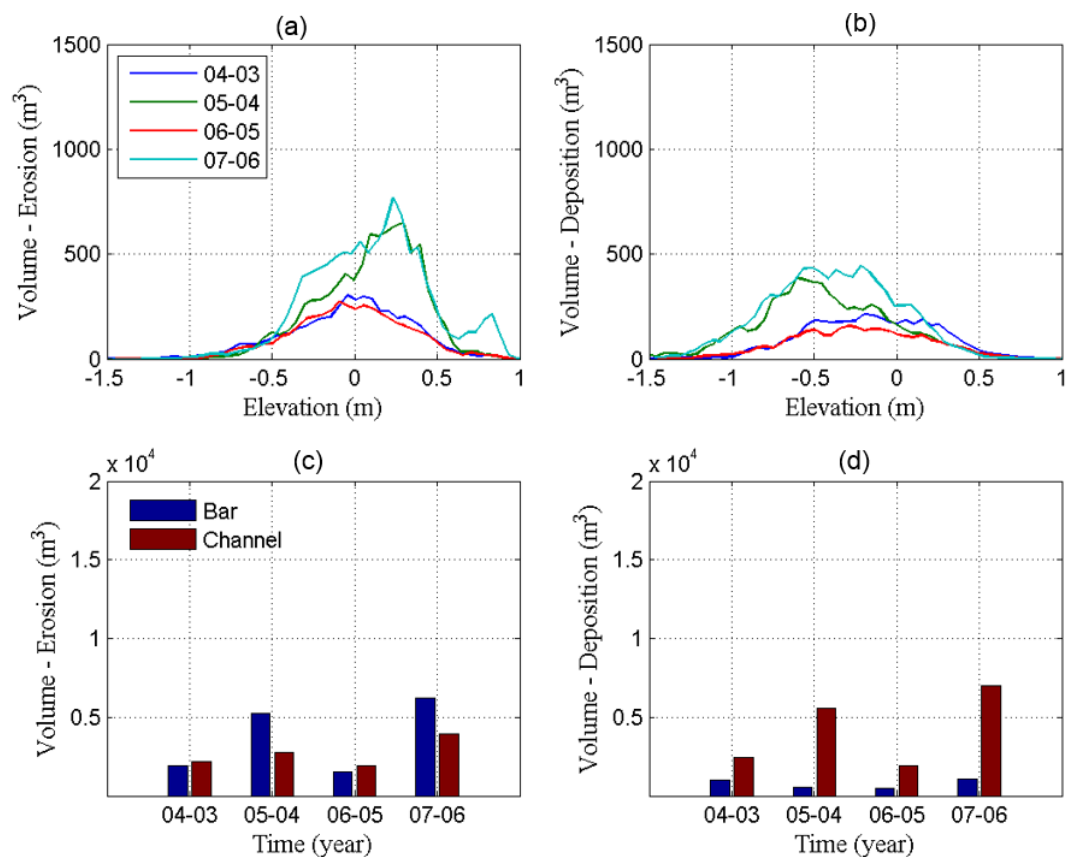 (a)
1500
1000
500
0
Volume - Erosion (m³)
04-03
05-04
06-05
07-06
-1.5 -1 -0.5 0 0.5 1
Elevation (m)
(b)
1500
1000
500
0
Volume - Deposition (m³)
-1.5 -1 -0.5 0 0.5 1
Elevation (m)
(c)
x 10⁴
2
1.5
1
0.5
Volume - Erosion (m³)
Bar
Channel
04-03 05-04 06-05 07-06
Time (year)
(d)
x 10⁴
2
1.5
1
0.5
Volume - Deposition (m³)
04-03 05-04 06-05 07-06
Time (year)